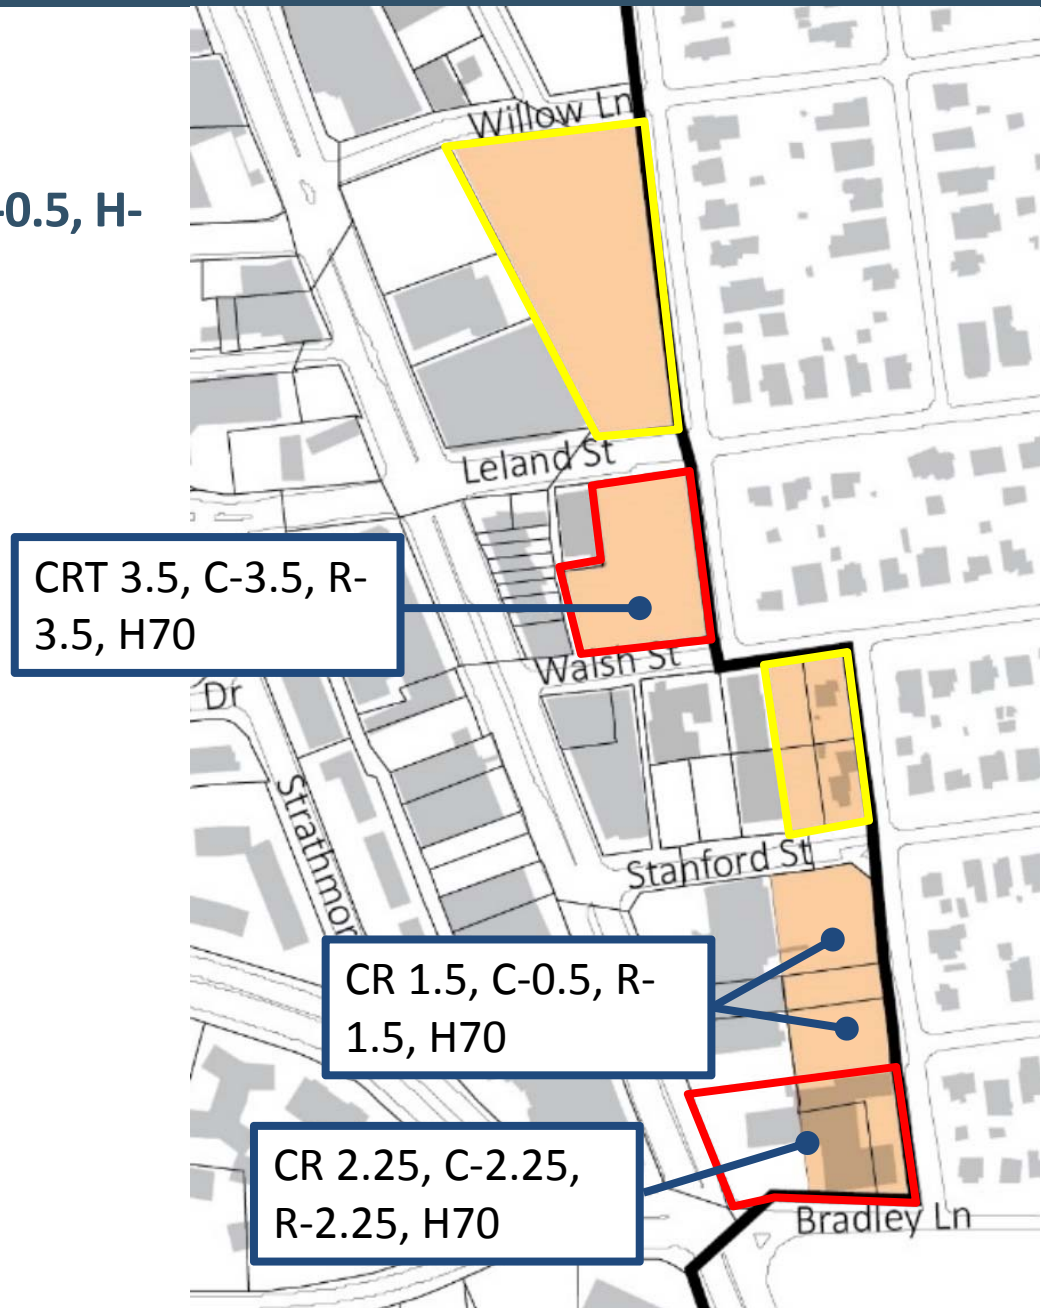 Willow Ln
-0.5, H-
Leland St
CRT 3.5, C-3.5, R-
3.5, H70
Walsh St
Dr
Strathmor
Stanford St
CR 1.5, C-0.5, R-
1.5, H70
CR 2.25, C-2.25,
R-2.25, H70
Bradley Ln